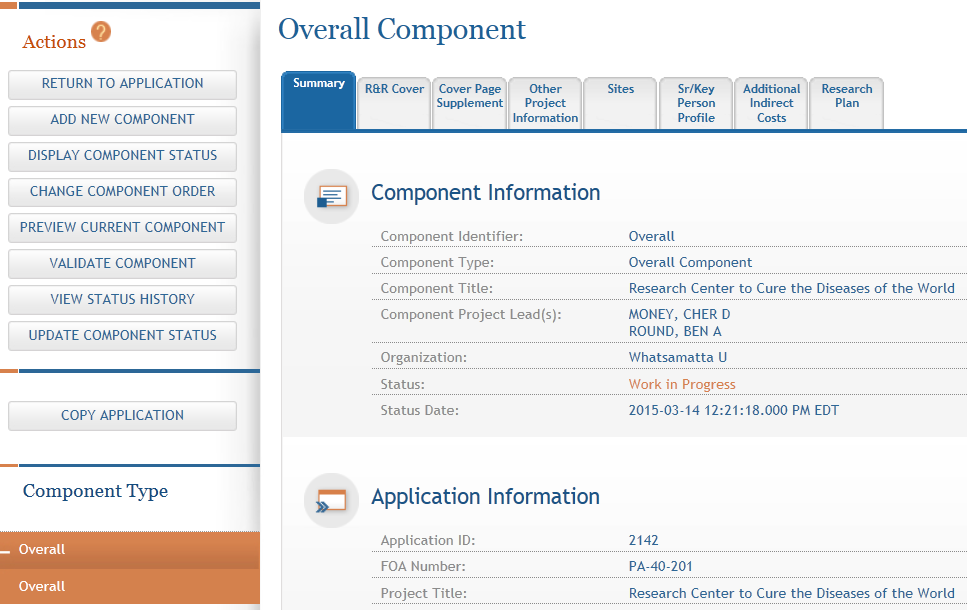 Actions ?
RETURN TO APPLICATION
ADD NEW COMPONENT
DISPLAY COMPONENT STATUS
CHANGE COMPONENT ORDER
PREVIEW CURRENT COMPONENT
VALIDATE COMPONENT
VIEW STATUS HISTORY
UPDATE COMPONENT STATUS
COPY APPLICATION
Component Type
Overall
Overall
Overall Component
Summary
R&R Cover
Cover Page
Supplement
Other
Project
Information
Sites
Sr/Key
Person
Profile
Additional
Indirect
Costs
Research
Plan
Component Information
Component Identifier: Overall
Component Type: Overall Component
Component Title: Research Center to Cure the Diseases of the World
Component Project Lead(s): MONEY, CHER D
ROUND, BEN A
Organization: Whatsamatta U
Status: Work in Progress
Status Date: 2015-03-14 12:21:18.000 PM EDT
Application Information
Application ID: 2142
FOA Number: PA-40-201
Project Title: Research Center to Cure the Diseases of the World